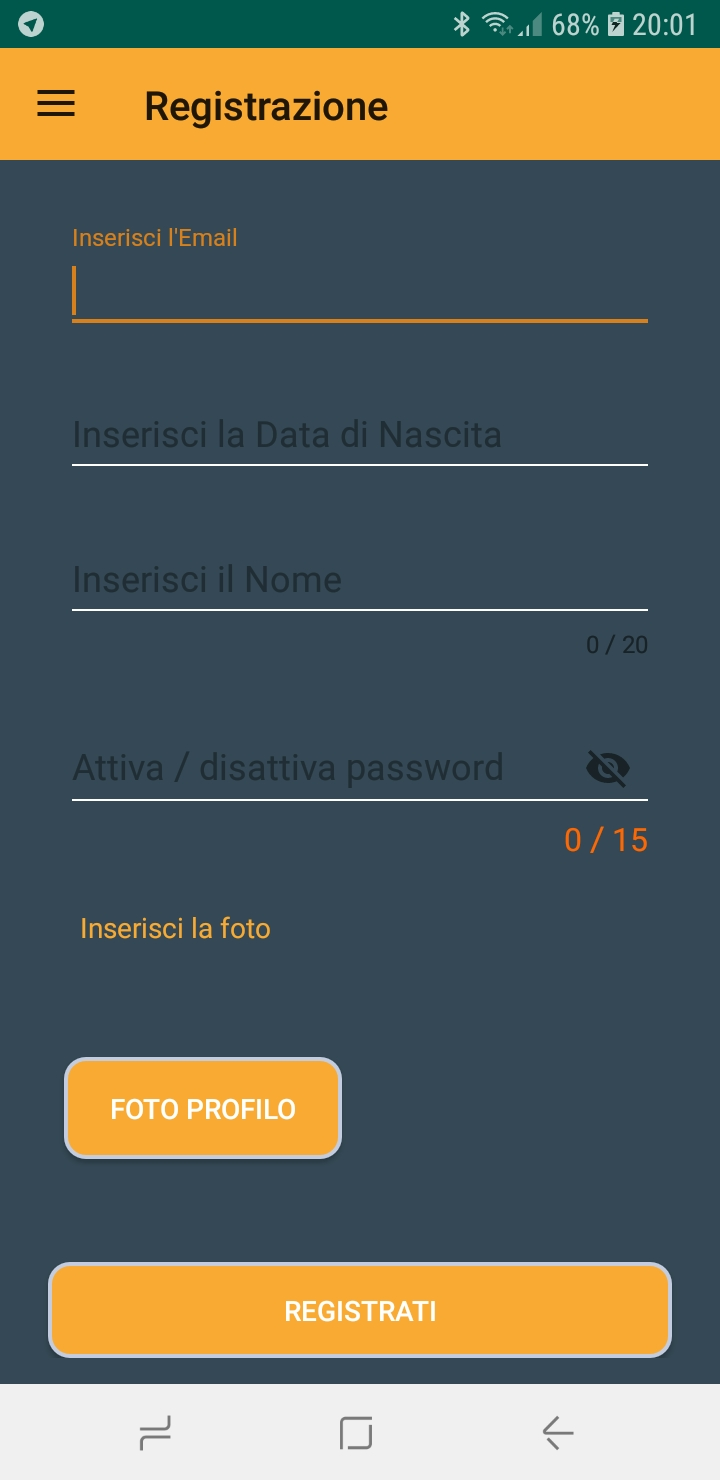 68% 20:01
Registrazione
Inserisci l'Email
Inserisci la Data di Nascita
Inserisci il Nome
0 / 20
Attiva / disattiva password
0 / 15
Inserisci la foto
FOTO PROFILO
REGISTRATI